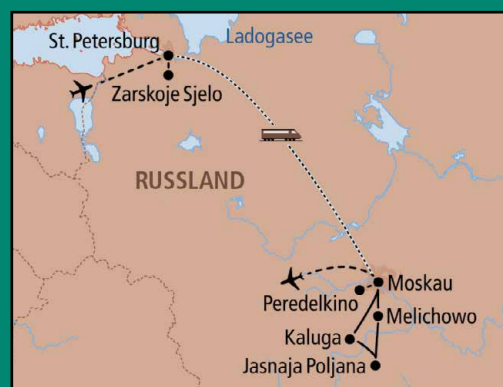 St. Petersburg
Ladogasee
Zarskoje Sjelo
RUSSLAND
Moskau
Peredelkino
Melichowo
Kaluga
Jasnaja Poljana